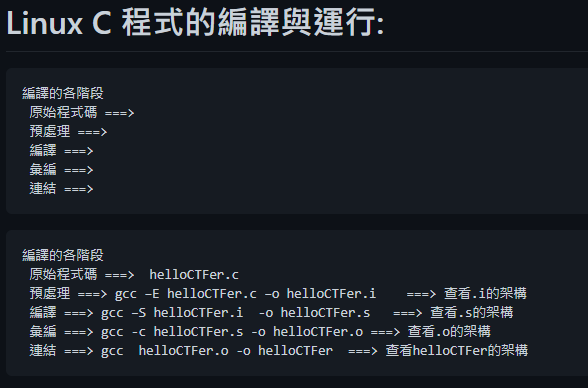 Linux C 程式的編譯與運行:
編譯的各階段
原始程式碼 ===>
預處理 ===>
編譯 ===>
彙編 ===>
連結 ===>
編譯的各階段
原始程式碼 ===>  helloCTFer.c
預處理 ===> gcc –E helloCTFer.c –o helloCTFer.i    ===> 查看.i的架構
編譯 ===> gcc –S helloCTFer.i  -o helloCTFer.s   ===> 查看.s的架構
彙編 ===> gcc -c helloCTFer.s -o helloCTFer.o ===> 查看.o的架構
連結 ===> gcc  helloCTFer.o -o helloCTFer  ===> 查看helloCTFer的架構